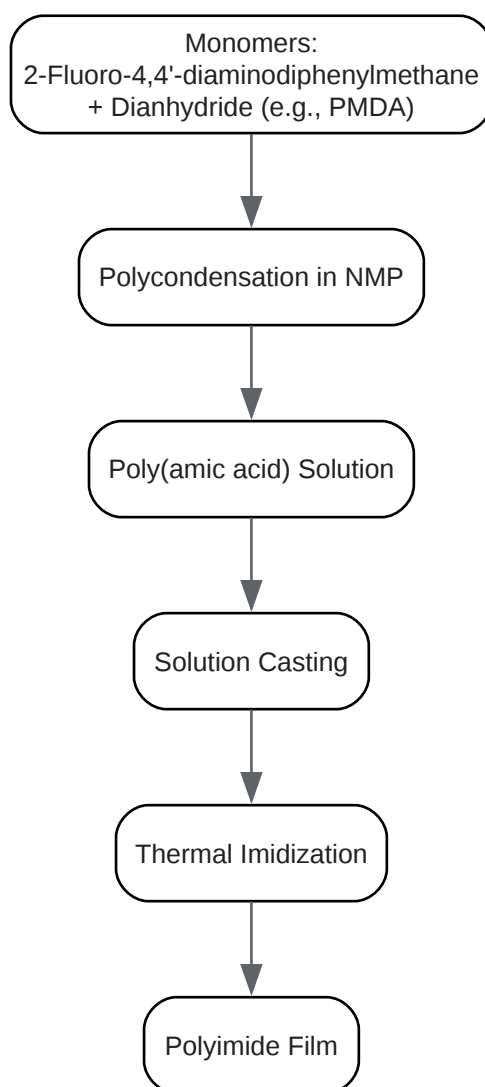 Monomers:
2-Fluoro-4,4'-diaminodiphenylmethane
+ Dianhydride (e.g., PMDA)
Polycondensation in NMP
Poly(amic acid) Solution
Solution Casting
Thermal Imidization
Polyimide Film